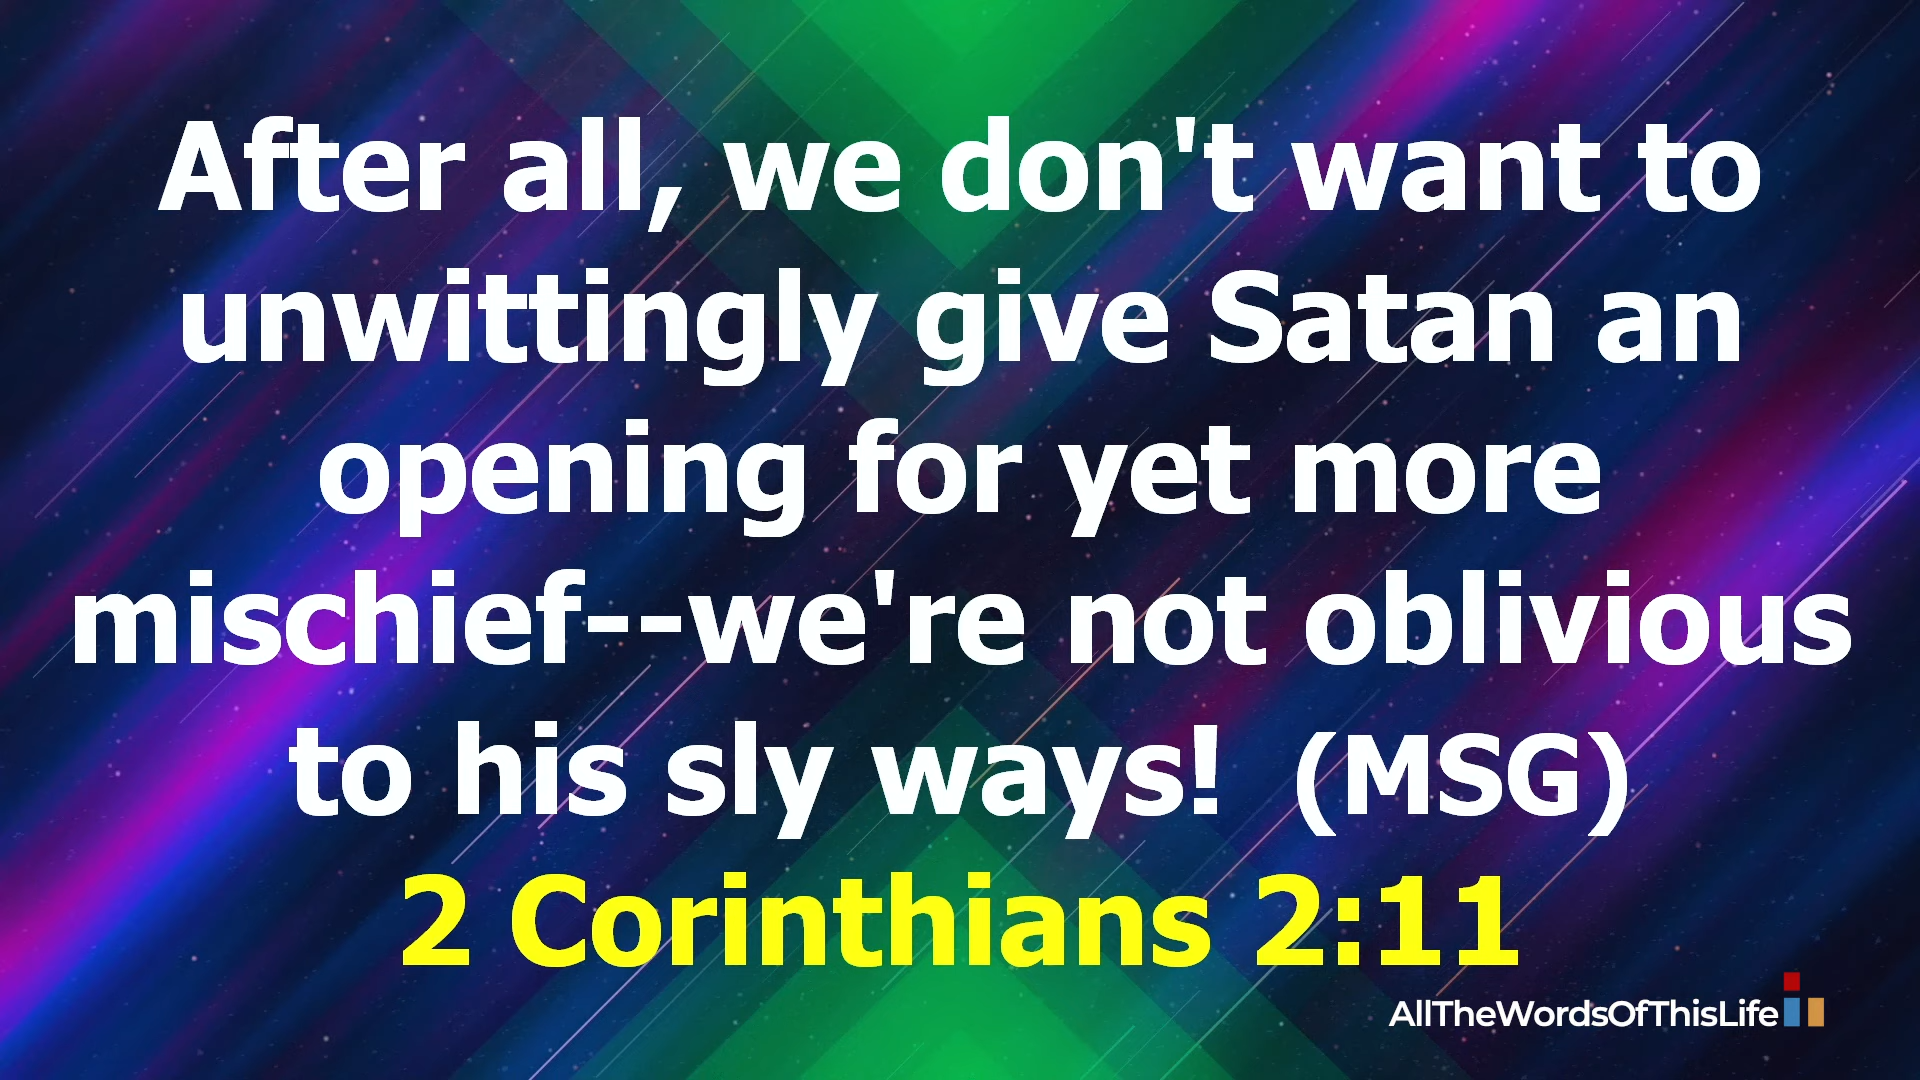 After all, we don't want to
unwittingly give Satan an
opening for yet more
mischief--we're not oblivious
to his sly ways!  (MSG)
2 Corinthians 2:11
AllTheWordsOfThisLife